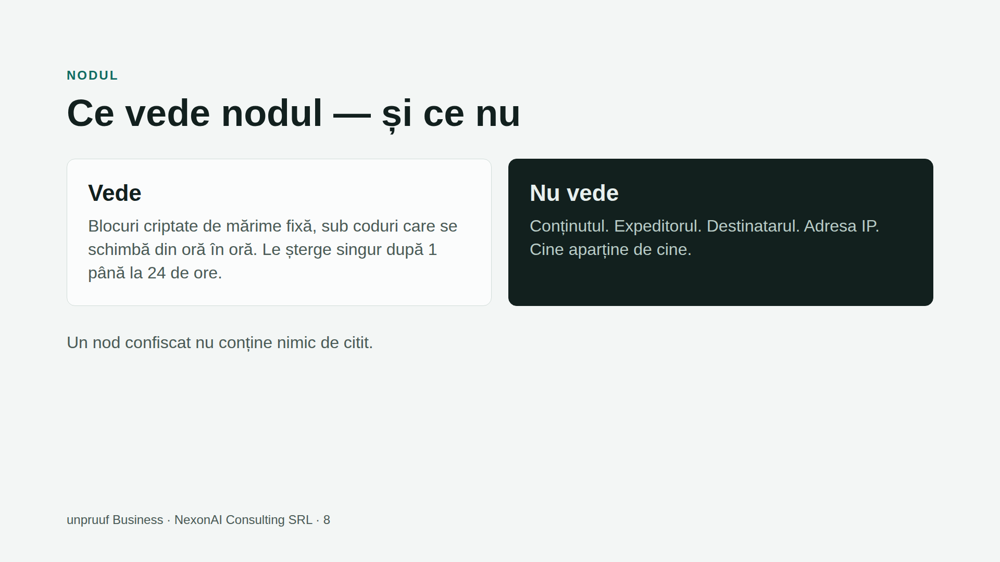 NODUL
Ce vede nodul — și ce nu
Vede
Blocuri criptate de mărime fixă, sub coduri care se
schimbă din oră în oră. Le șterge singur după 1
până la 24 de ore.
Nu vede
Conținutul. Expeditorul. Destinatarul. Adresa IP.
Cine aparține de cine.
Un nod confiscat nu conține nimic de citit.
unpruuf Business · NexonAI Consulting SRL · 8